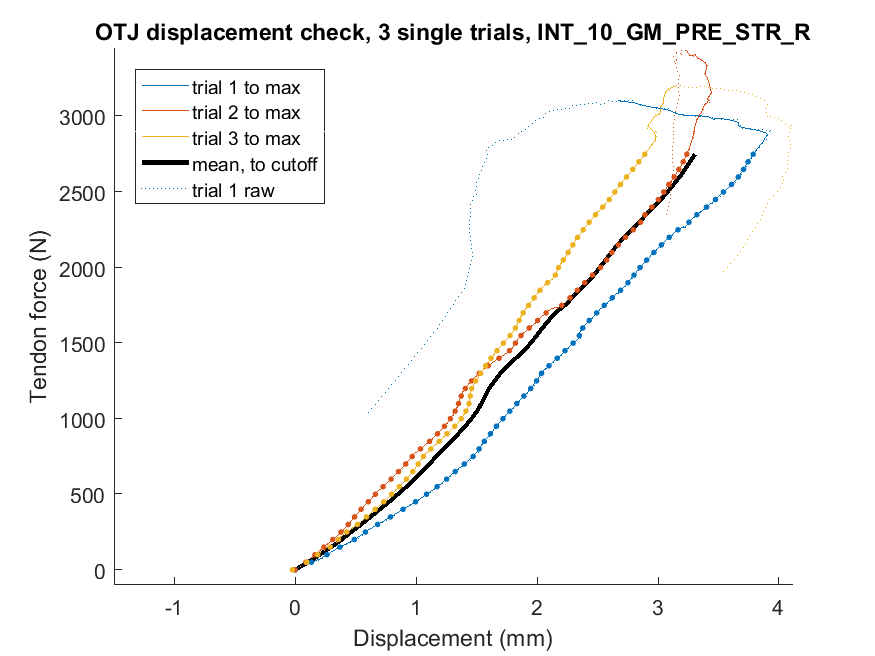 OTJ displacement check, 3 single trials, INT_10_GM_PRE_STR_R
trial 1 to max
trial 2 to max
trial 3 to max
mean, to cutoff
trial 1 raw
3000
2500
2000
1500
1000
500
0
Tendon force (N)
-1 0 1 2 3 4
Displacement (mm)